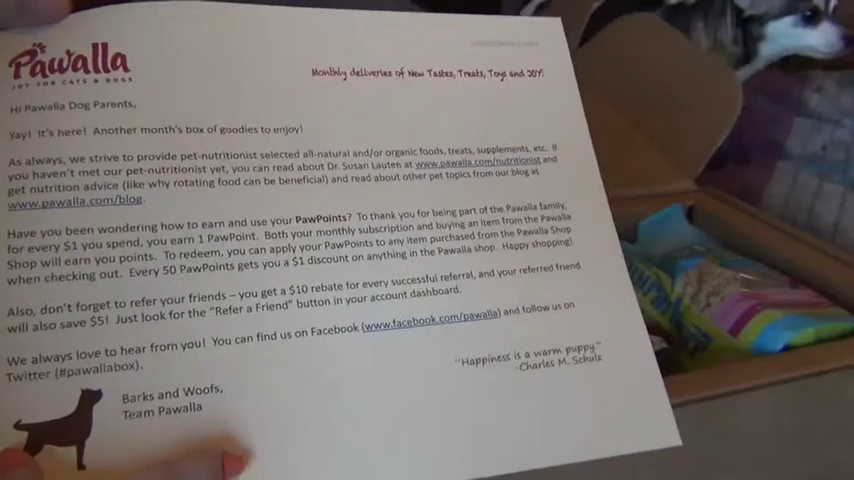 Pawalla
JOY FOR CATS & DOGS
Monthly deliveries of New Tastes, Treats, Toys and JOY!
Hi Pawalla Dog Parents,
Yay! It's here! Another month's box of goodies to enjoy!
As always, we strive to provide pet-nutritionist selected all-natural and/or organic foods, treats, supplements, etc. If
you haven't met our pet-nutritionist yet, you can read about Dr. Susan Lauten at www.pawalla.com/nutritionist and
get nutrition advice (like why rotating food can be beneficial) and read about other pet topics from our blog at
www.pawalla.com/blog.
Have you been wondering how to earn and use your PawPoints? To thank you for being part of the Pawalla family,
for every $1 you spend, you earn 1 PawPoint. Both your monthly subscription and buying an item from the Pawalla
Shop will earn you points. To redeem, you can apply your PawPoints to any item purchased from the Pawalla Shop
when checking out. Every 50 PawPoints gets you a $1 discount on anything in the Pawalla shop. Happy shopping!
Also, don't forget to refer your friends – you get a $10 rebate for every successful referral, and your referred friend
will also save $5! Just look for the "Refer a Friend" button in your account dashboard.
We always love to hear from you! You can find us on Facebook (www.facebook.com/pawalla) and follow us on
Twitter (#pawallabox).
"Happiness is a warm puppy."
-Charles M. Schulz
Barks and Woofs,
Team Pawalla